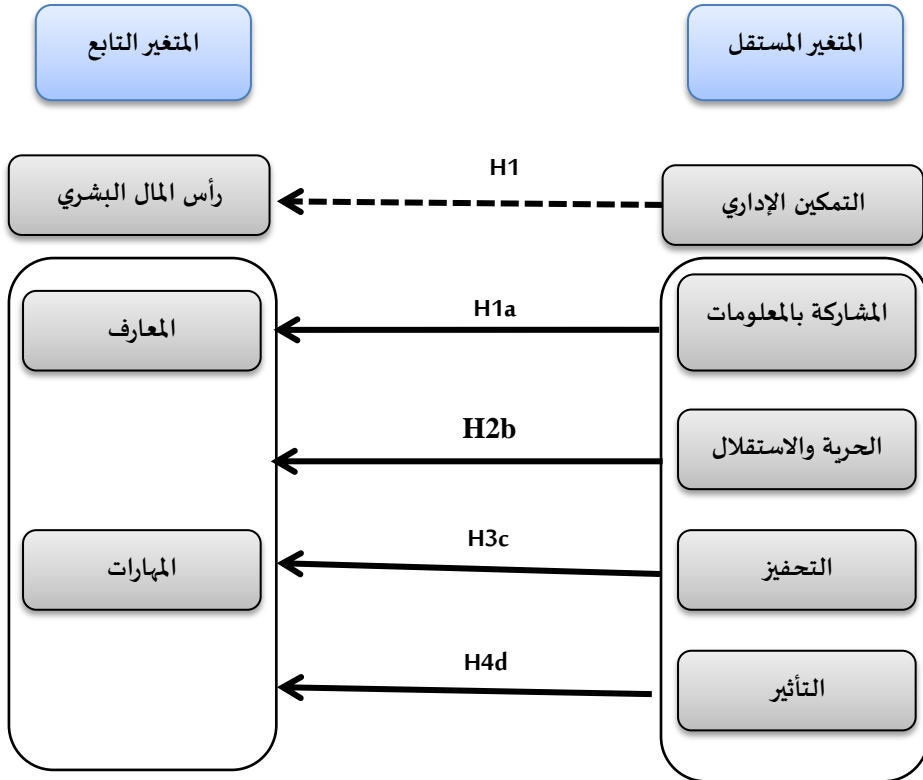 المتغير المستقل
المتغير التابع
التمكين الإداري
H1
رأس المال البشري
المشاركة بالمعلومات
H1a
المعارف
الحرية والاستقلال
H2b
التحفيز
H3c
المهارات
التأثير
H4d